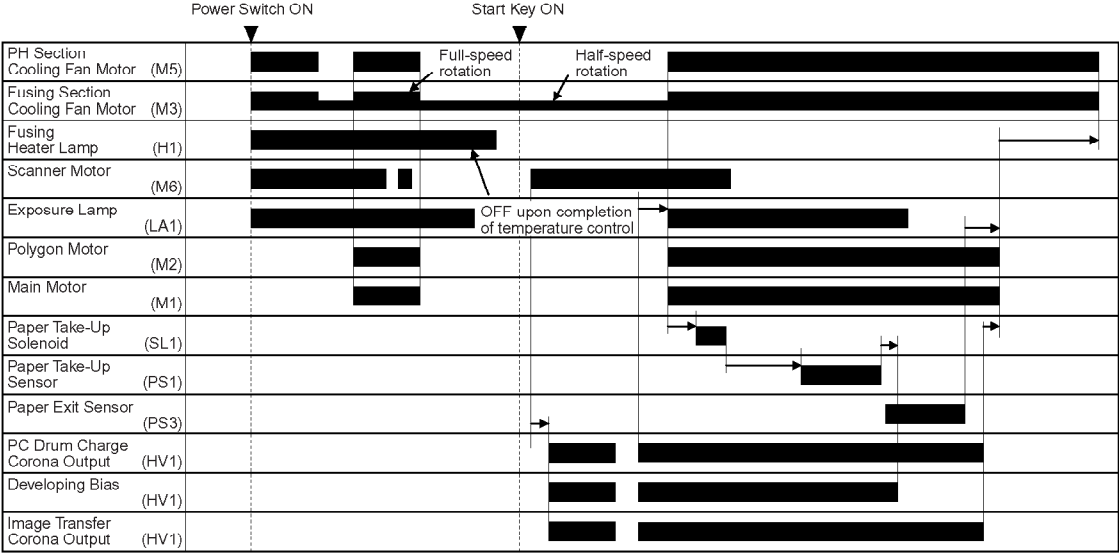 Power Switch ON
Start Key ON
PH Section
Cooling Fan Motor (M5)
Full-speed
rotation
Half-speed
rotation
Fusing Section
Cooling Fan Motor (M3)
Fusing
Heater Lamp (H1)
Scanner Motor
(M6)
Exposure Lamp
(LA1)
OFF upon completion
of temperature control
Polygon Motor
(M2)
Main Motor
(M1)
Paper Take-Up
Solenoid (SL1)
Paper Take-Up
Sensor (PS1)
Paper Exit Sensor
(PS3)
PC Drum Charge
Corona Output (HV1)
Developing Bias
(HV1)
Image Transfer
Corona Output (HV1)